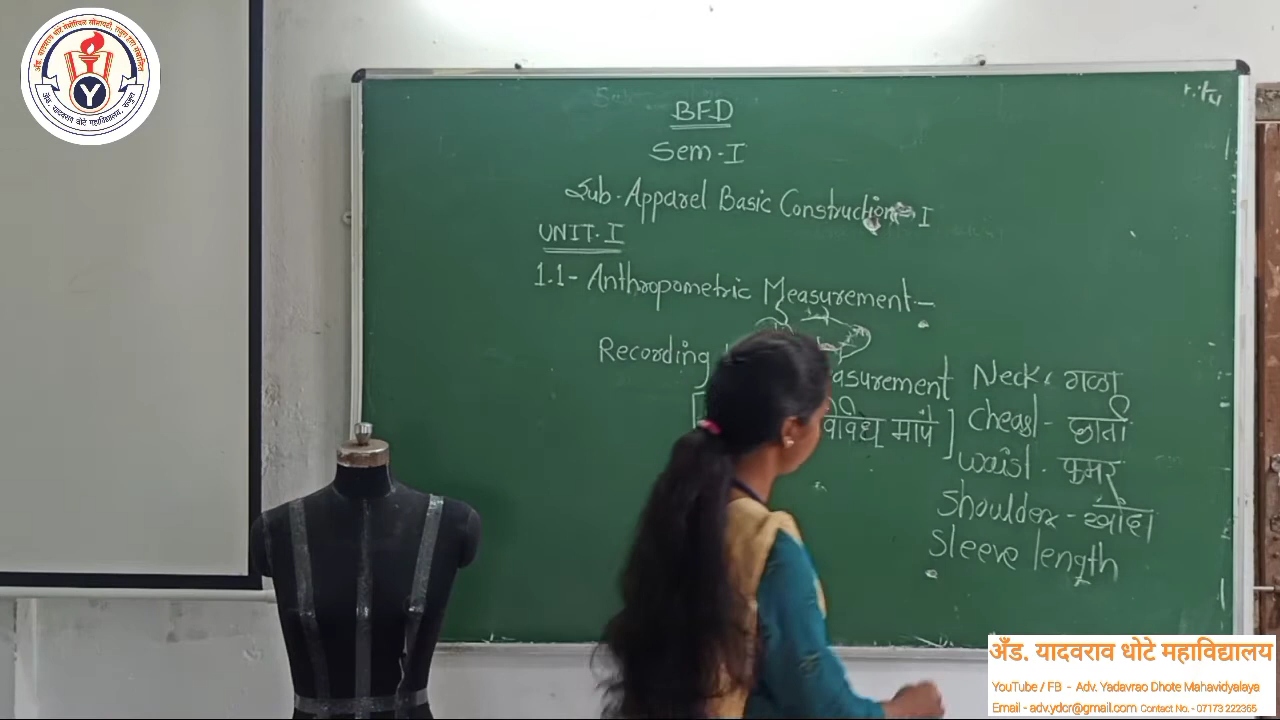 BFD
Sem-I
Sub. Apparel Basic Construction - I
UNIT-I
1.1- Anthropometric Measurement -
Recording
asurement
मापे ]
Neck - गळा
Cheast - छाती
waist - कमर
Shoulder - खांदा
Sleeve length
Y
अँड. यादवराव धोटे महाविद्यालय
YouTube / FB - Adv. Yadavrao Dhote Mahavidyalaya
Email - adv.ydcr@gmail.com Contact No. - 07173 222365